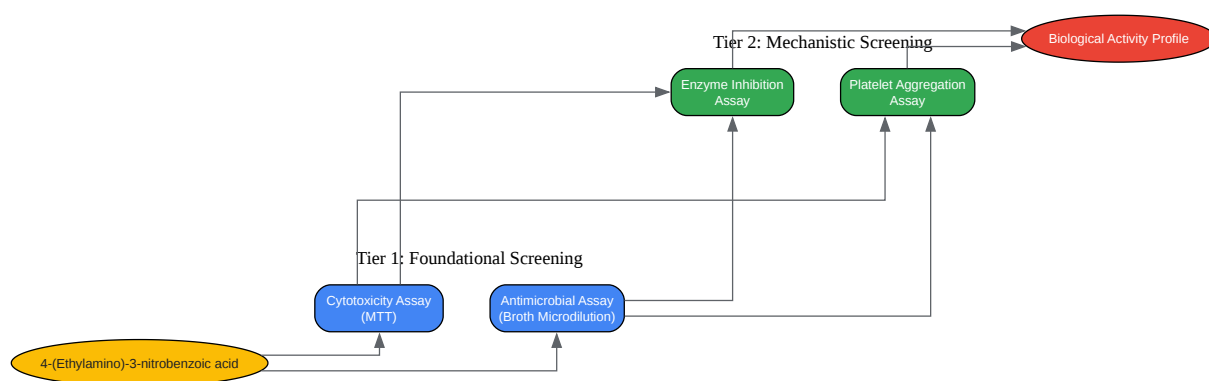 Tier 2: Mechanistic Screening
Biological Activity Profile
Enzyme Inhibition
Assay
Platelet Aggregation
Assay
Tier 1: Foundational Screening
Cytotoxicity Assay
(MTT)
Antimicrobial Assay
(Broth Microdilution)
4-(Ethylamino)-3-nitrobenzoic acid